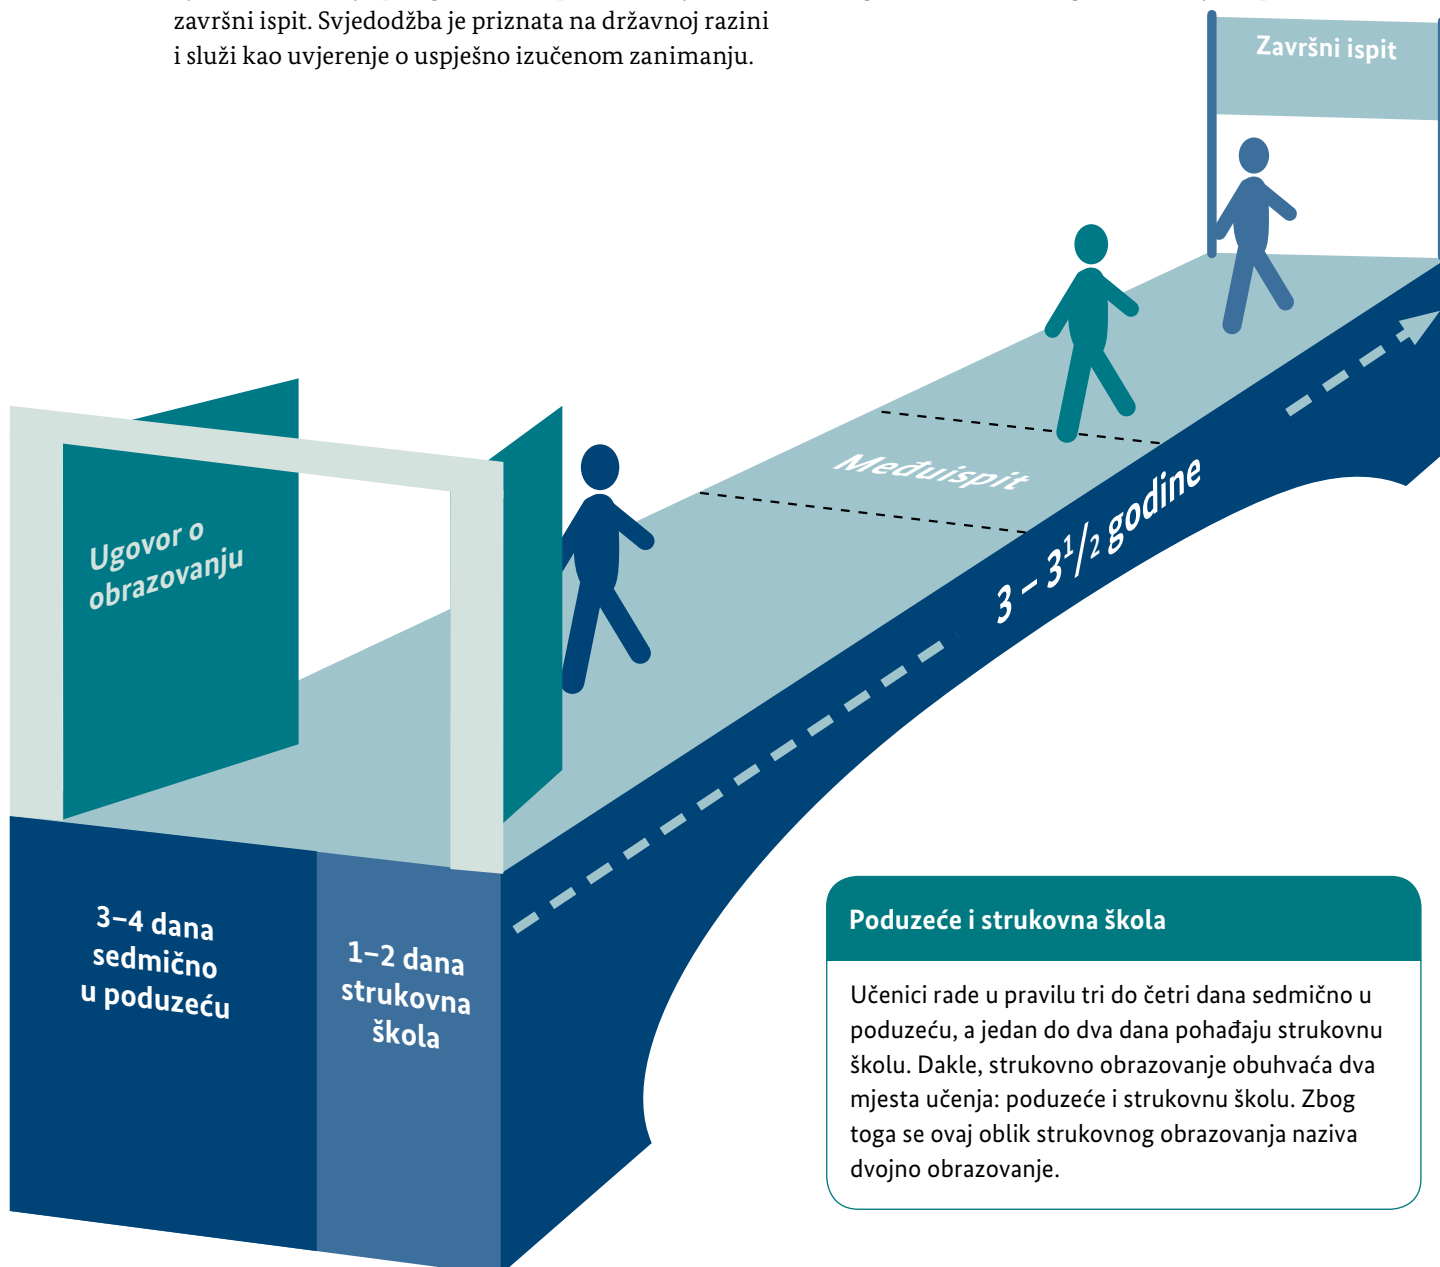 završni ispit. Svjedodžba je priznata na državnoj razini
i služi kao uvjerenje o uspješno izučenom zanimanju.
Završni ispit
Međuispit
3 – 3 1/2 godine
Ugovor o
obrazovanju
3–4 dana
sedmično
u poduzeću
1–2 dana
strukovna
škola
Poduzeće i strukovna škola
Učenici rade u pravilu tri do četri dana sedmično u
poduzeću, a jedan do dva dana pohađaju strukovnu
školu. Dakle, strukovno obrazovanje obuhvaća dva
mjesta učenja: poduzeće i strukovnu školu. Zbog
toga se ovaj oblik strukovnog obrazovanja naziva
dvojno obrazovanje.